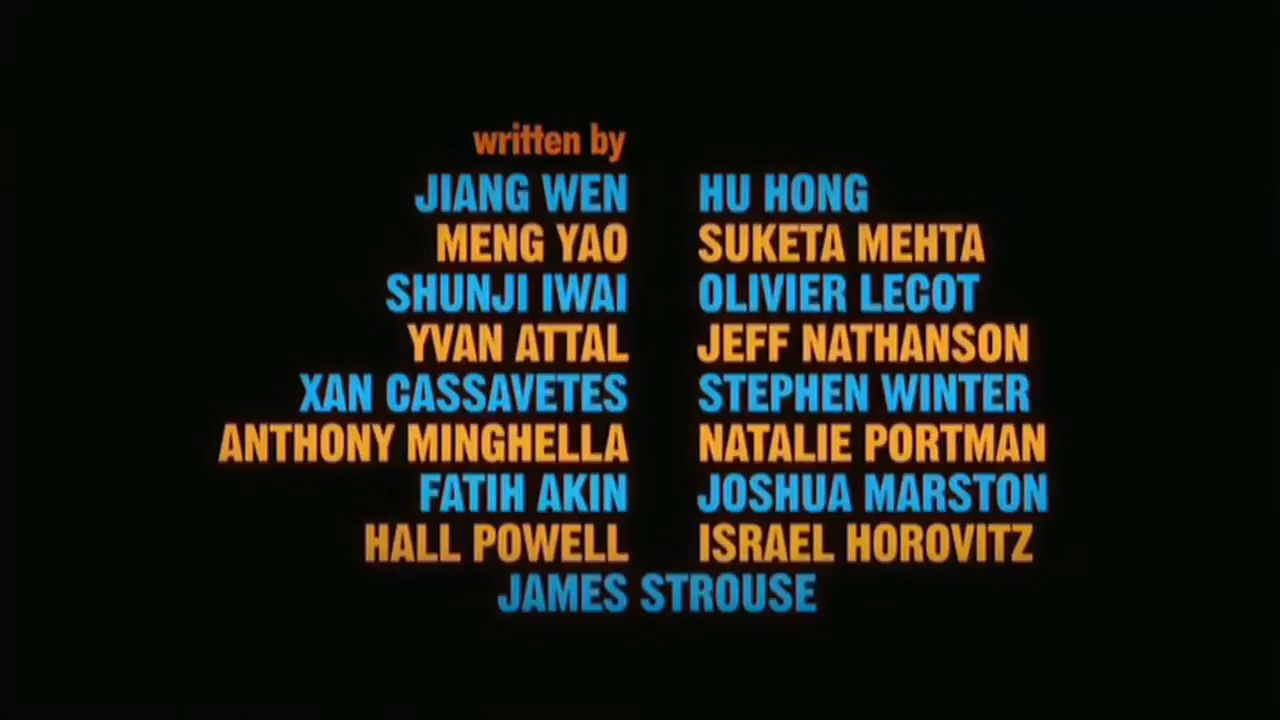 written by
JIANG WEN HU HONG
MENG YAO SUKETA MEHTA
SHUNJI IWAI OLIVIER LECOT
YVAN ATTAL JEFF NATHANSON
XAN CASSAVETES STEPHEN WINTER
ANTHONY MINGHELLA NATALIE PORTMAN
FATIH AKIN JOSHUA MARSTON
HALL POWELL ISRAEL HOROVITZ
JAMES STROUSE